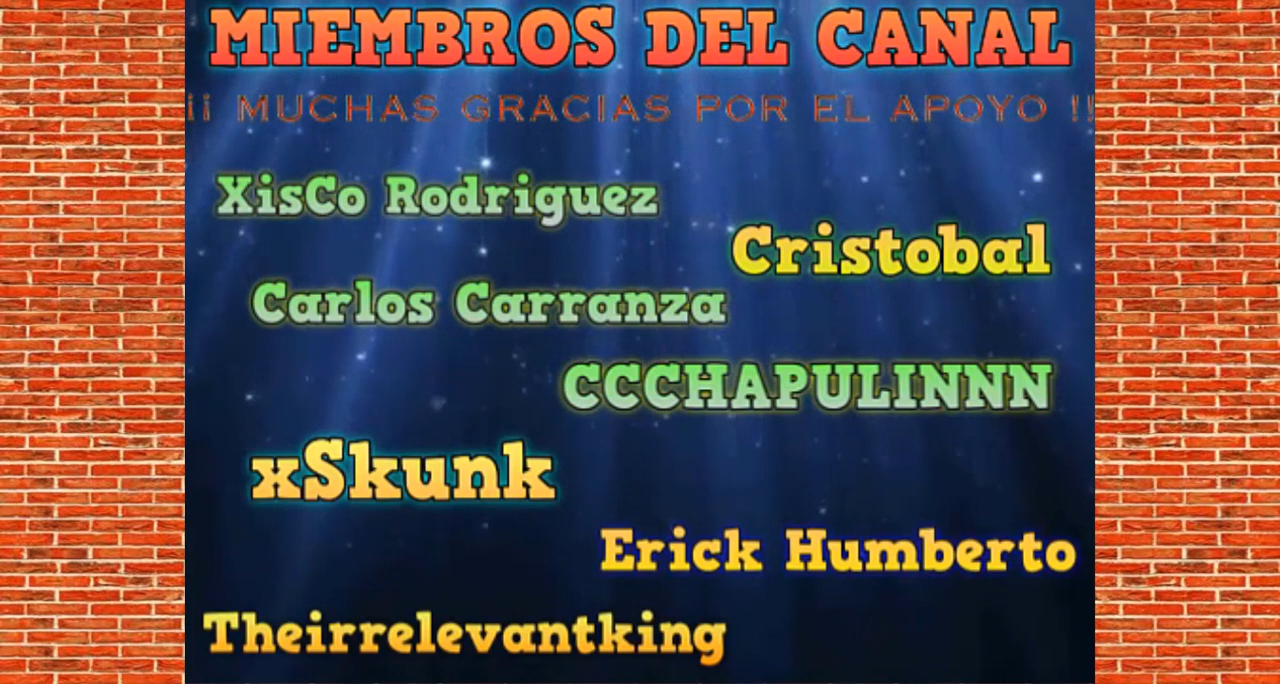 MIEMBROS DEL CANAL
¡¡ MUCHAS GRACIAS POR EL APOYO !!
XisCo Rodriguez
Cristobal
Carlos Carranza
CCCHAPULINNN
xSkunk
Erick Humberto
Theirrelevantking